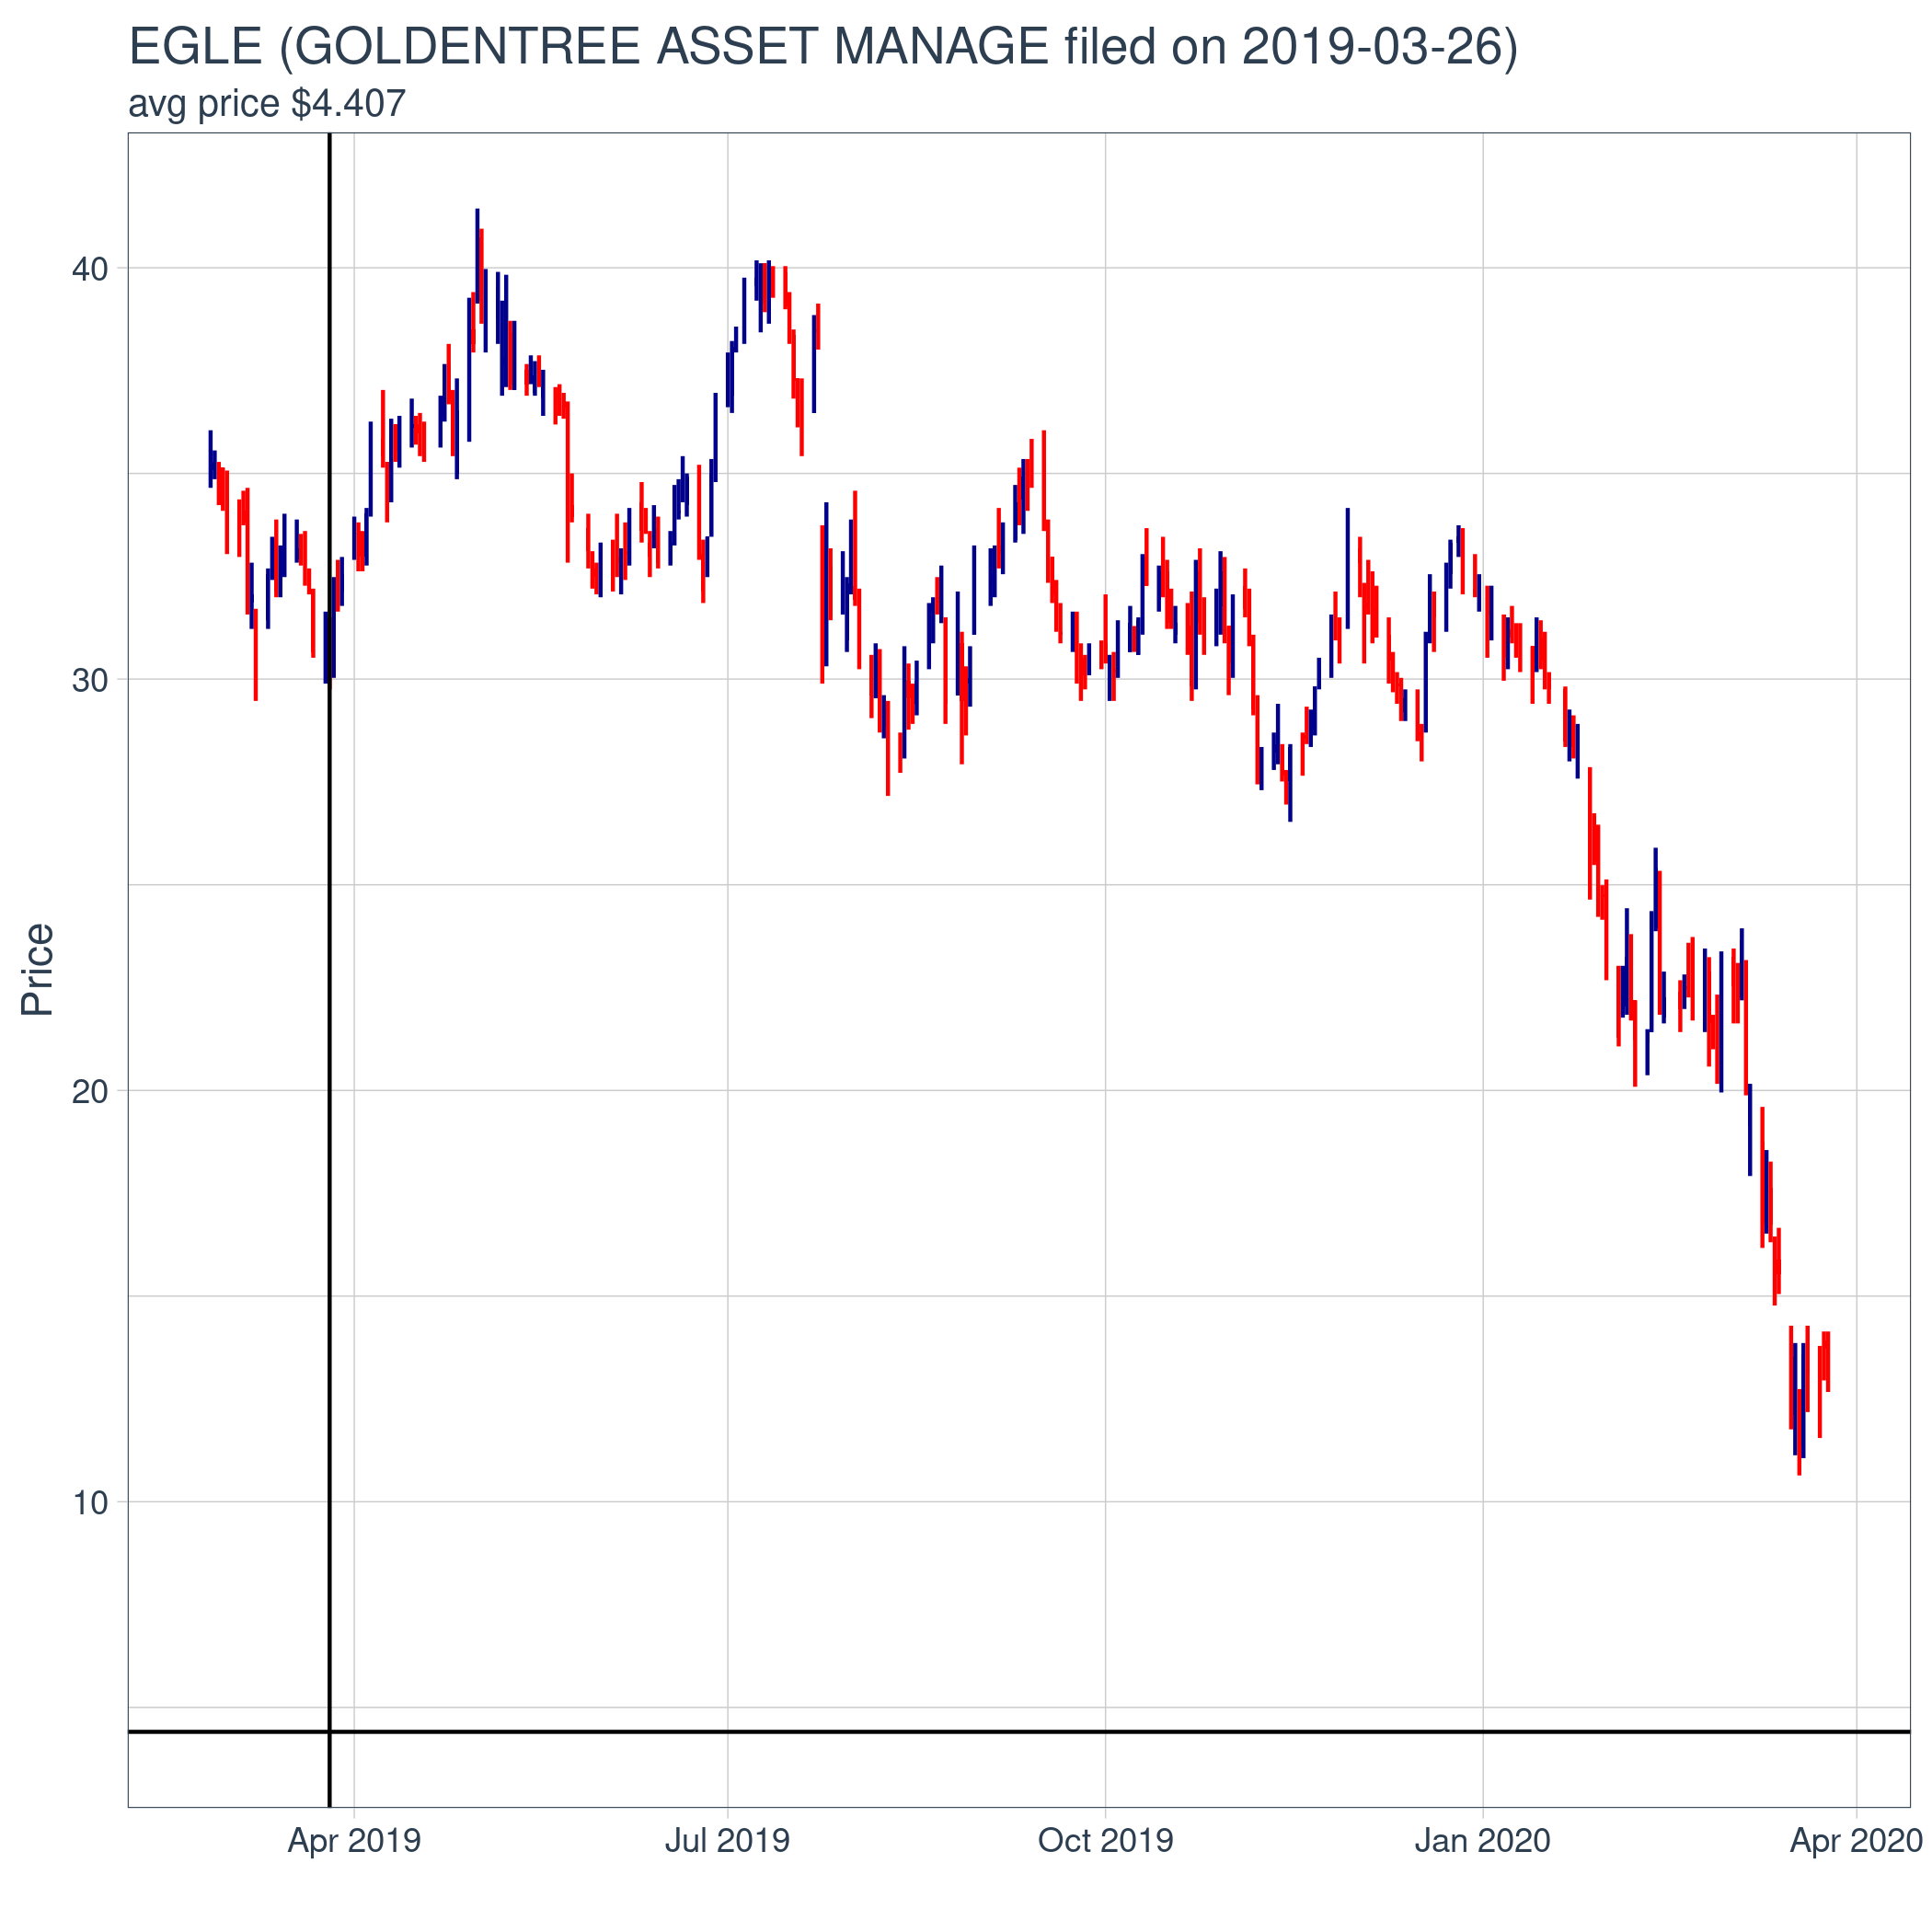 EGLE (GOLDENTREE ASSET MANAGE filed on 2019-03-26)
avg price $4.407
40
30
20
10
Price
Apr 2019
Jul 2019
Oct 2019
Jan 2020
Apr 2020